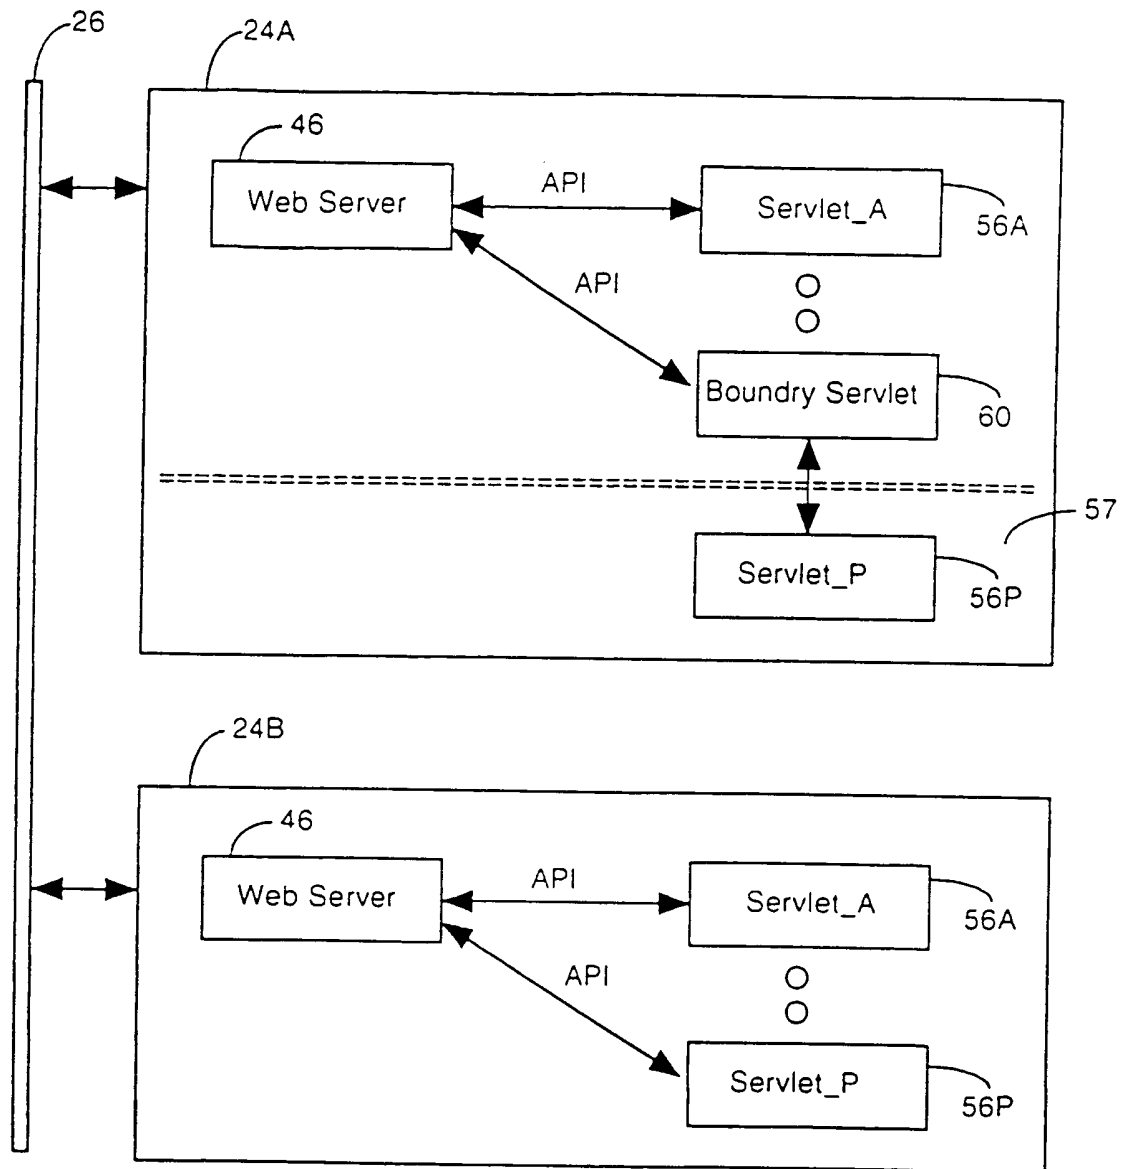 26
24A
46
Web Server
API
Servlet_A
56A
API
Boundry Servlet
60
57
Servlet_P
56P
24B
46
Web Server
API
Servlet_A
56A
API
Servlet_P
56P